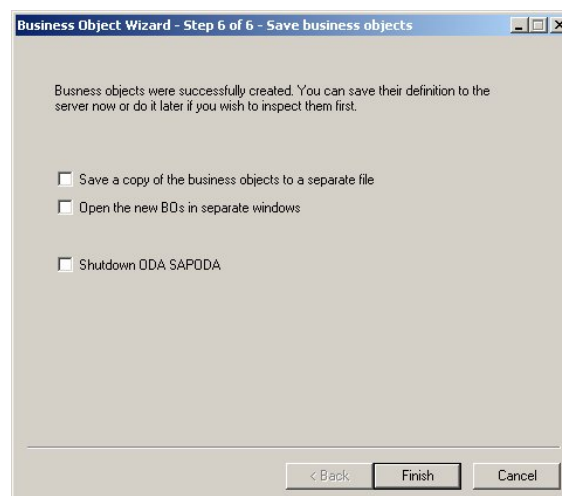 Business Object Wizard - Step 6 of 6 - Save business objects
Busness objects were successfully created. You can save their definition to the
server now or do it later if you wish to inspect them first.
Save a copy of the business objects to a separate file
Open the new BOs in separate windows
Shutdown ODA SAPODA
< Back
Finish
Cancel